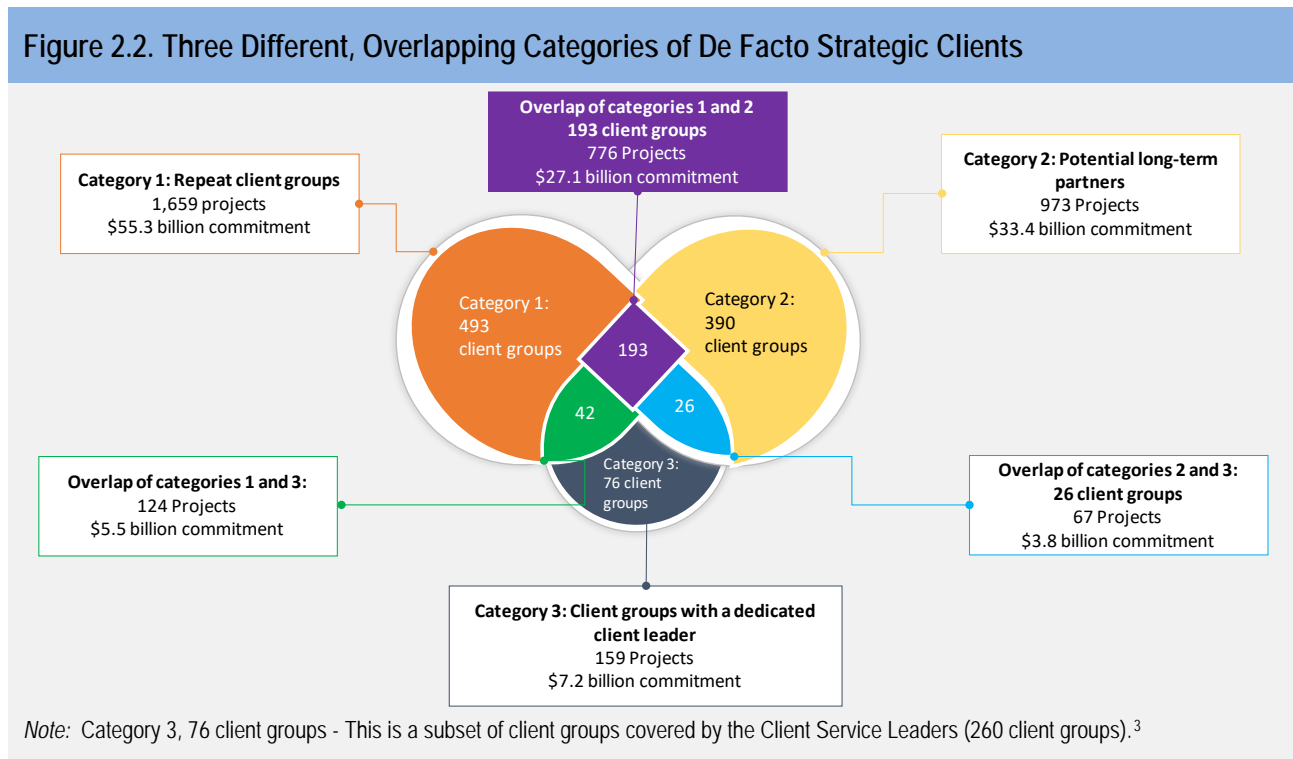 Figure 2.2. Three Different, Overlapping Categories of De Facto Strategic Clients
Overlap of categories 1 and 2
193 client groups
776 Projects
$27.1 billion commitment
Category 1: Repeat client groups
1,659 projects
$55.3 billion commitment
Category 2: Potential long-term
partners
973 Projects
$33.4 billion commitment
Category 1:
493
client groups
Category 2:
390
client groups
193
42
26
Category 3:
76 client
groups
Overlap of categories 1 and 3:
124 Projects
$5.5 billion commitment
Overlap of categories 2 and 3:
26 client groups
67 Projects
$3.8 billion commitment
Category 3: Client groups with a dedicated
client leader
159 Projects
$7.2 billion commitment
Note: Category 3, 76 client groups - This is a subset of client groups covered by the Client Service Leaders (260 client groups).3